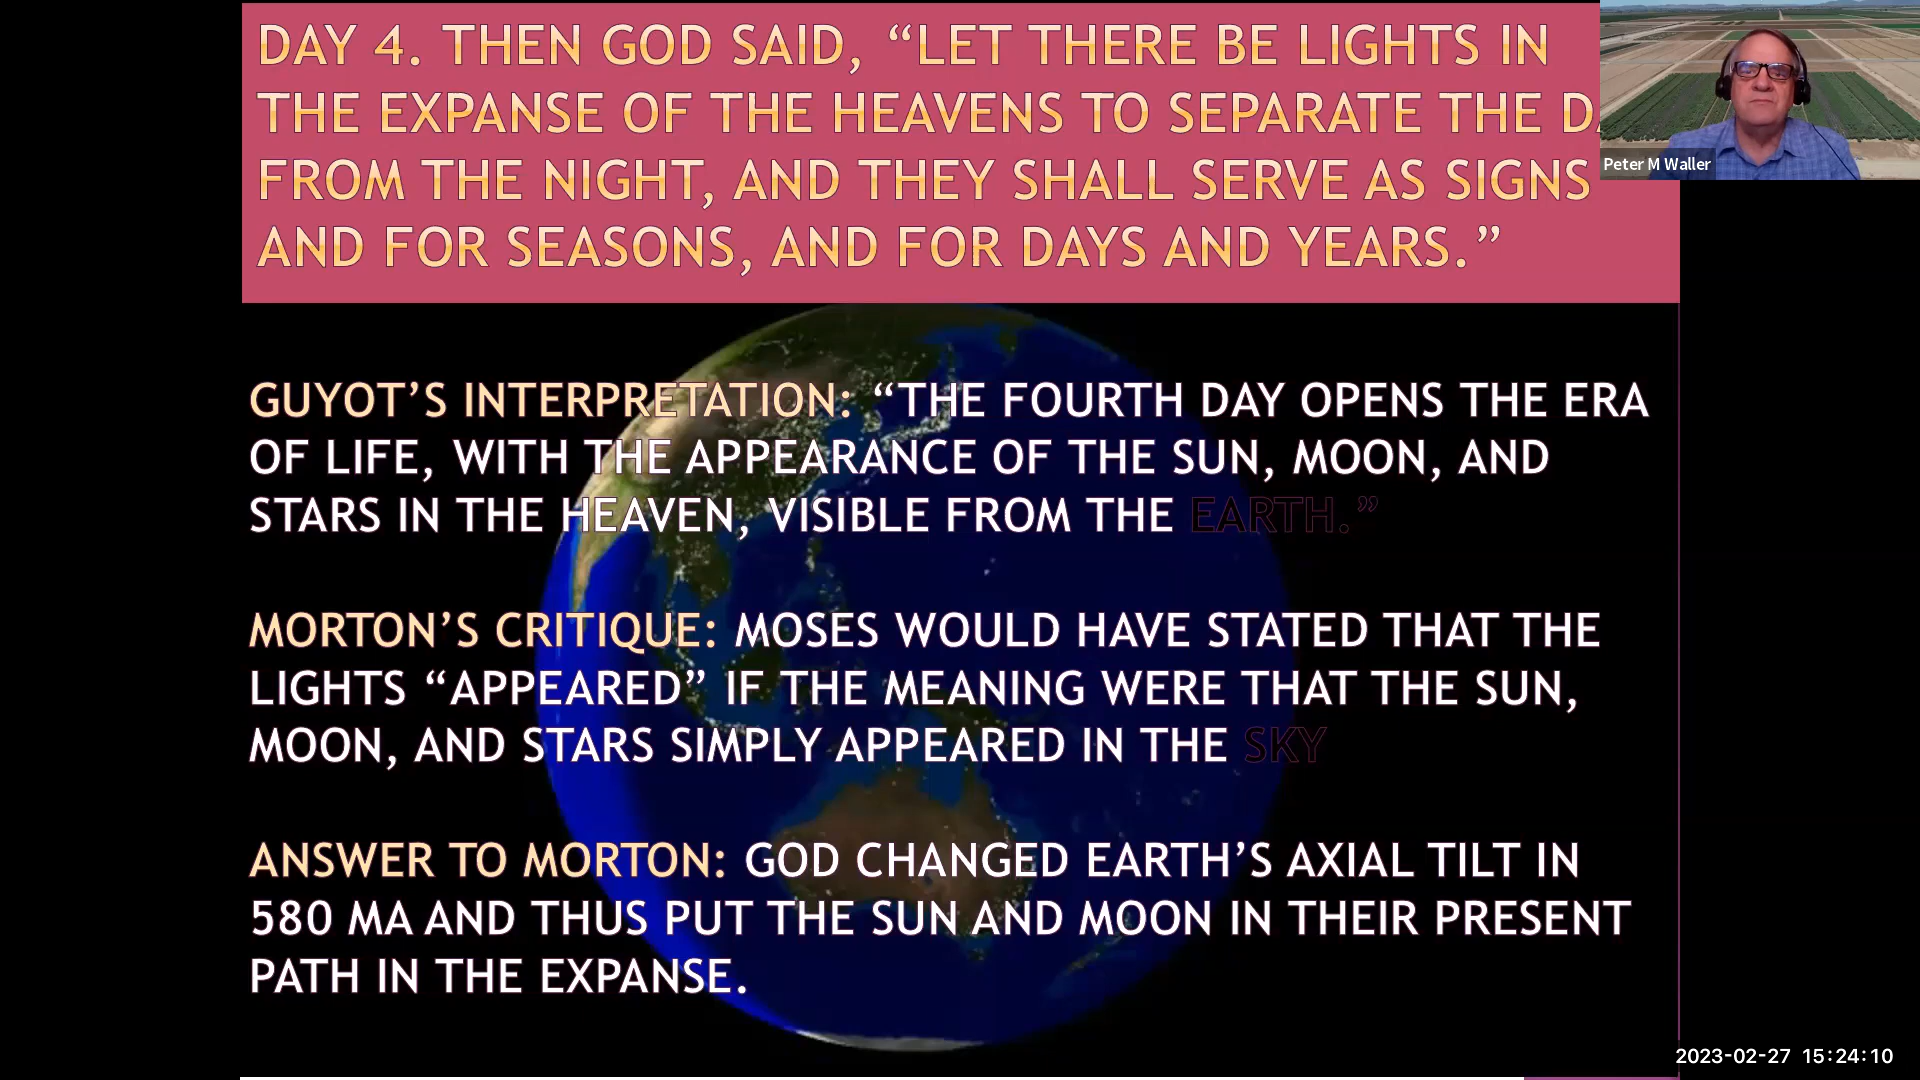 DAY 4. THEN GOD SAID, “LET THERE BE LIGHTS IN
THE EXPANSE OF THE HEAVENS TO SEPARATE THE
FROM THE NIGHT, AND THEY SHALL SERVE AS SIGNS
AND FOR SEASONS, AND FOR DAYS AND YEARS.”
Peter M Waller
GUYOT’S INTERPRETATION: “THE FOURTH DAY OPENS THE ERA
OF LIFE, WITH THE APPEARANCE OF THE SUN, MOON, AND
STARS IN THE HEAVEN, VISIBLE FROM THE EARTH.”
MORTON’S CRITIQUE: MOSES WOULD HAVE STATED THAT THE
LIGHTS “APPEARED” IF THE MEANING WERE THAT THE SUN,
MOON, AND STARS SIMPLY APPEARED IN THE SKY
ANSWER TO MORTON: GOD CHANGED EARTH’S AXIAL TILT IN
580 MA AND THUS PUT THE SUN AND MOON IN THEIR PRESENT
PATH IN THE EXPANSE.
2023-02-27 15:24:10